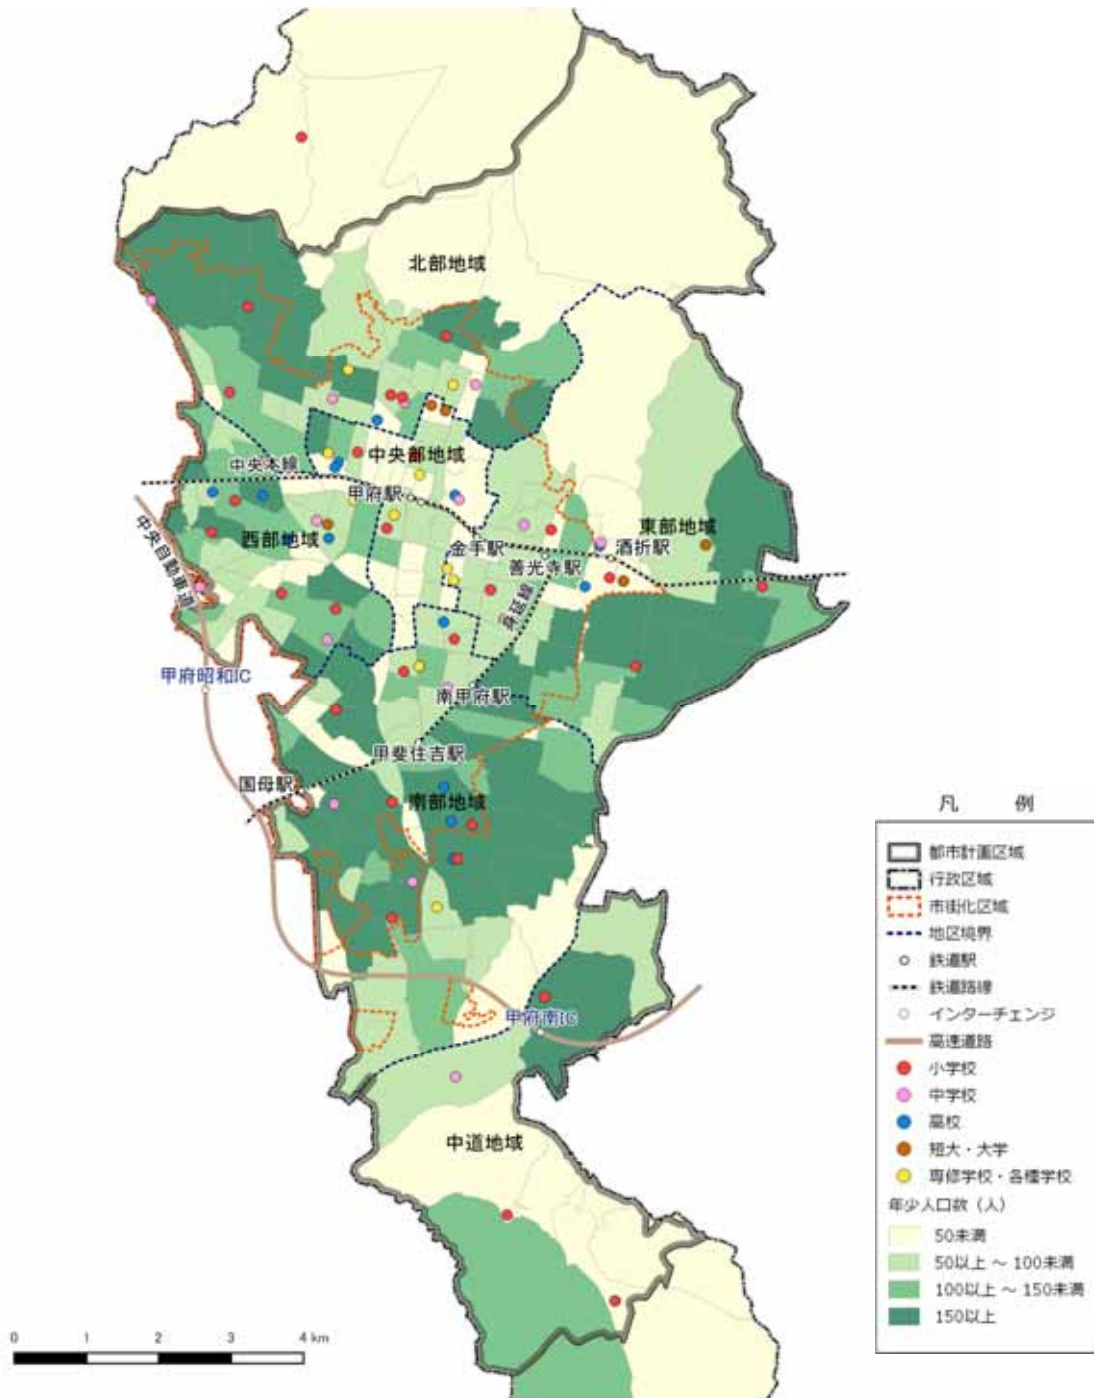 北部地域
中央部地域
中央本線
甲府駅
西部地域
中央自動車道
金手駅
善光寺駅
酒折駅
東部地域
身延線
甲府昭和IC
南甲府駅
甲斐住吉駅
国母駅
南部地域
甲府南IC
中道地域
凡 例
都市計画区域
行政区域
市街化区域
地区境界
鉄道駅
鉄道路線
インターチェンジ
高速道路
小学校
中学校
高校
短大・大学
専修学校・各種学校
年少人口数（人）
50未満
50以上 ～ 100未満
100以上 ～ 150未満
150以上
0 1 2 3 4 km